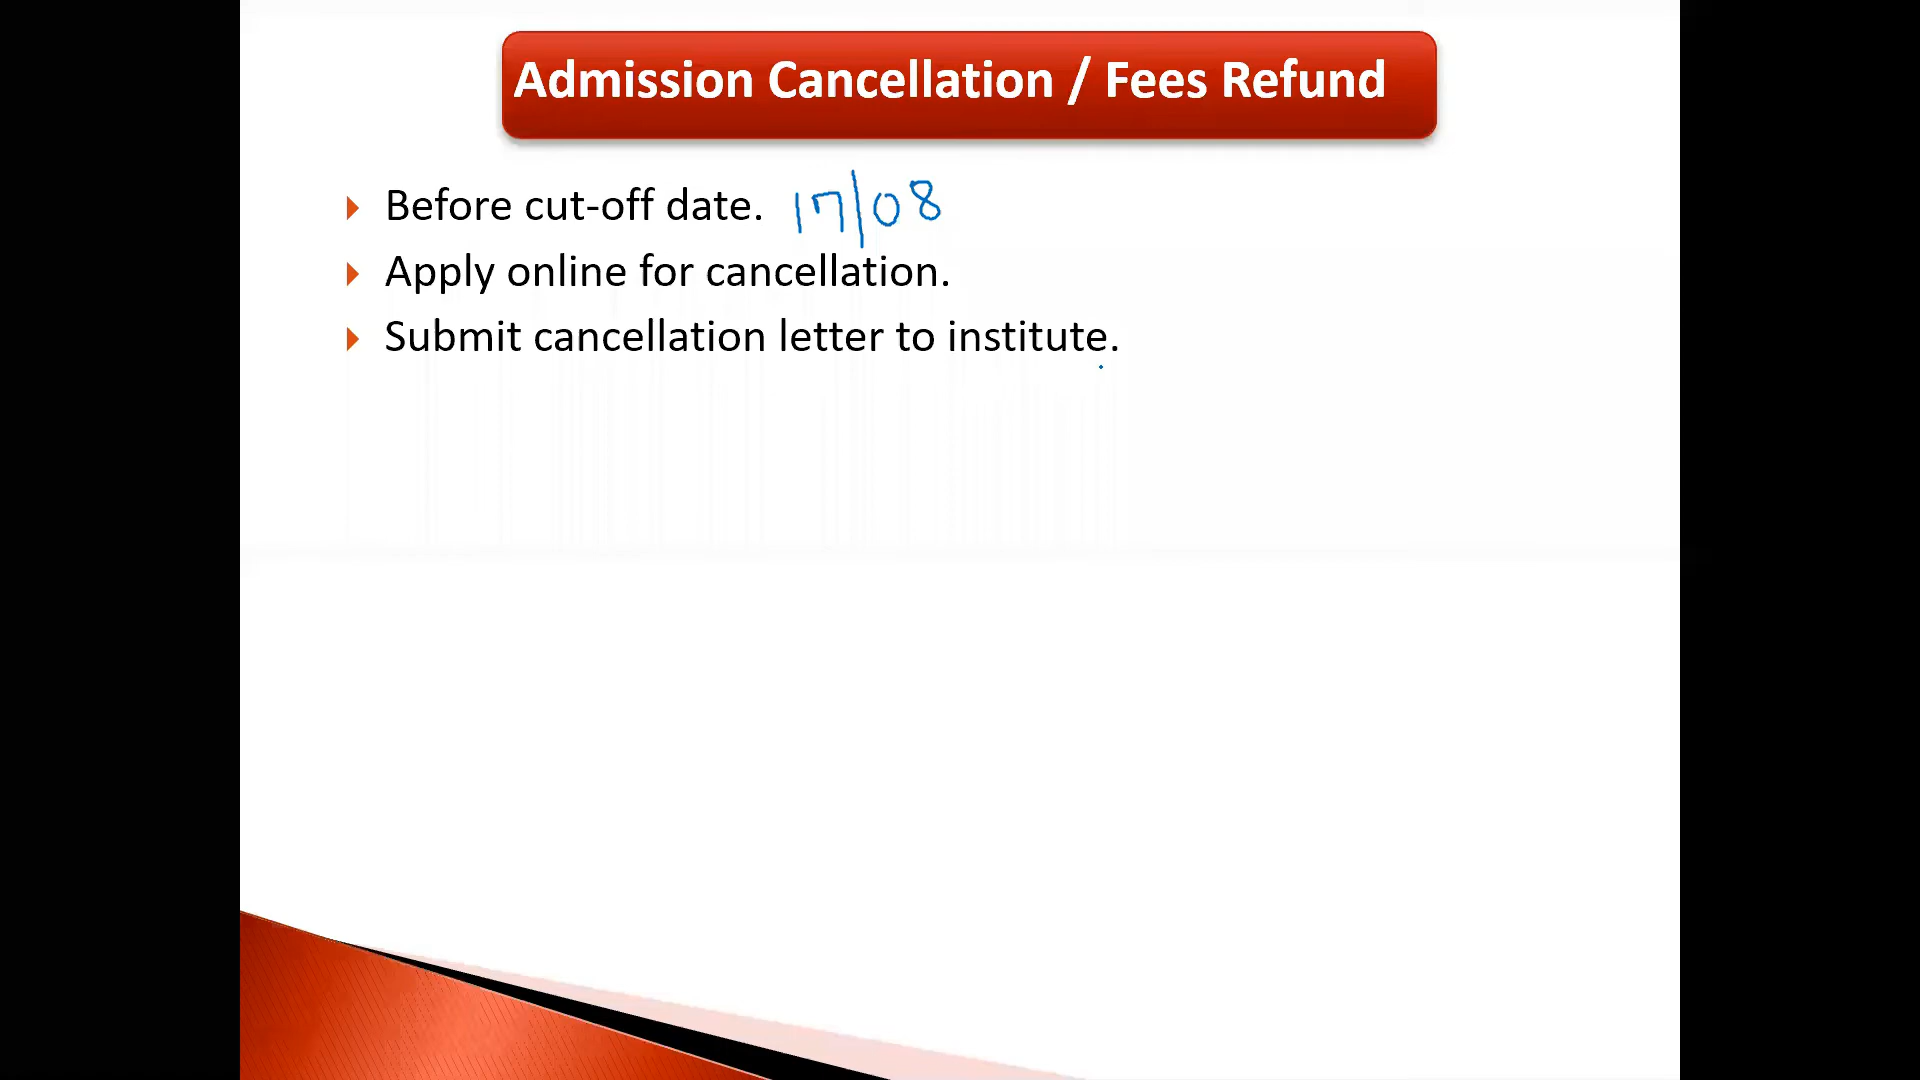 Admission Cancellation / Fees Refund
Before cut-off date. 17/08
Apply online for cancellation.
Submit cancellation letter to institute.